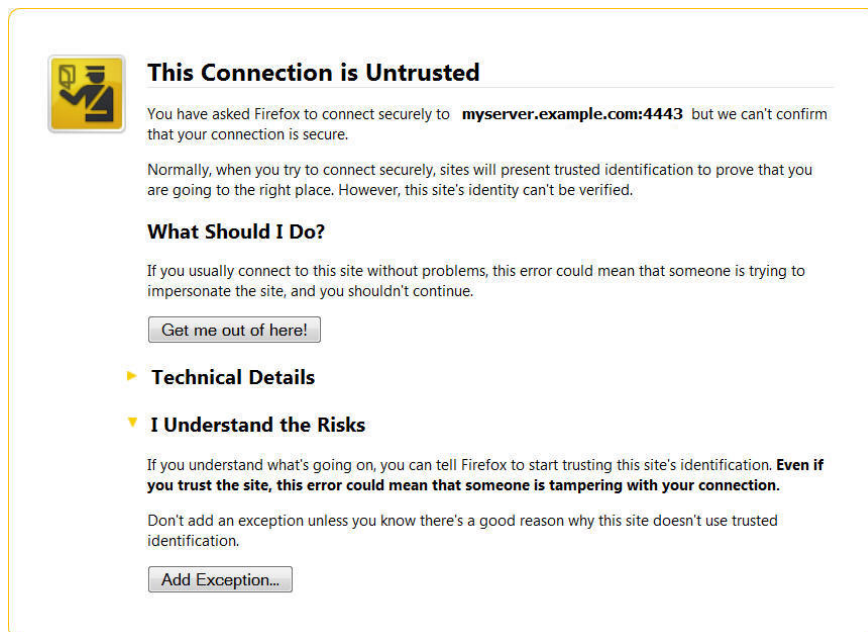 This Connection is Untrusted
You have asked Firefox to connect securely to myserver.example.com:4443 but we can't confirm
that your connection is secure.
Normally, when you try to connect securely, sites will present trusted identification to prove that you
are going to the right place. However, this site's identity can't be verified.
What Should I Do?
If you usually connect to this site without problems, this error could mean that someone is trying to
impersonate the site, and you shouldn't continue.
Get me out of here!
Technical Details
I Understand the Risks
If you understand what's going on, you can tell Firefox to start trusting this site's identification. Even if
you trust the site, this error could mean that someone is tampering with your connection.
Don't add an exception unless you know there's a good reason why this site doesn't use trusted
identification.
Add Exception...